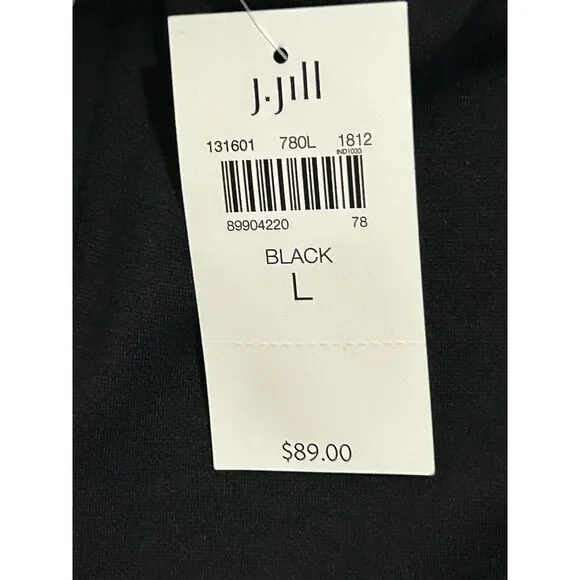 J.Jill
131601 780L 1812
IND1033
89904220 78
BLACK
L
$89.00